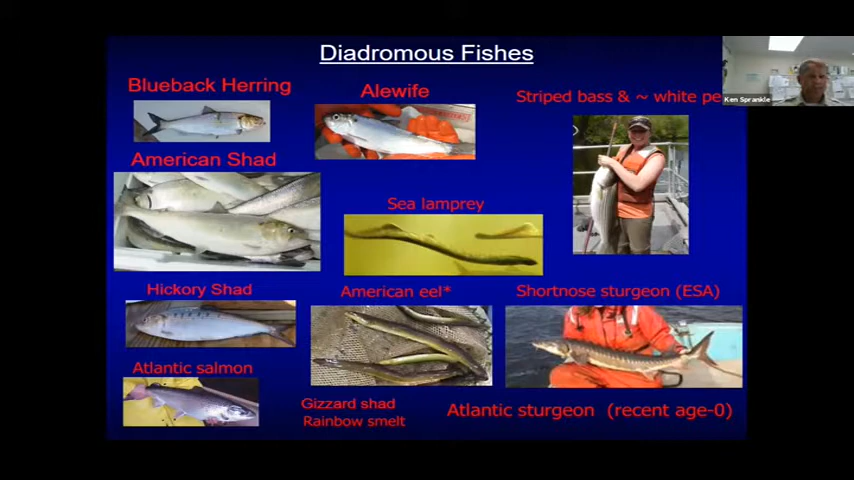 Diadromous Fishes
Blueback Herring
Alewife
Striped bass & ~ white pe
Ken Sprankle
American Shad
Sea lamprey
Hickory Shad
American eel*
Shortnose sturgeon (ESA)
Atlantic salmon
Gizzard shad
Rainbow smelt
Atlantic sturgeon (recent age-0)